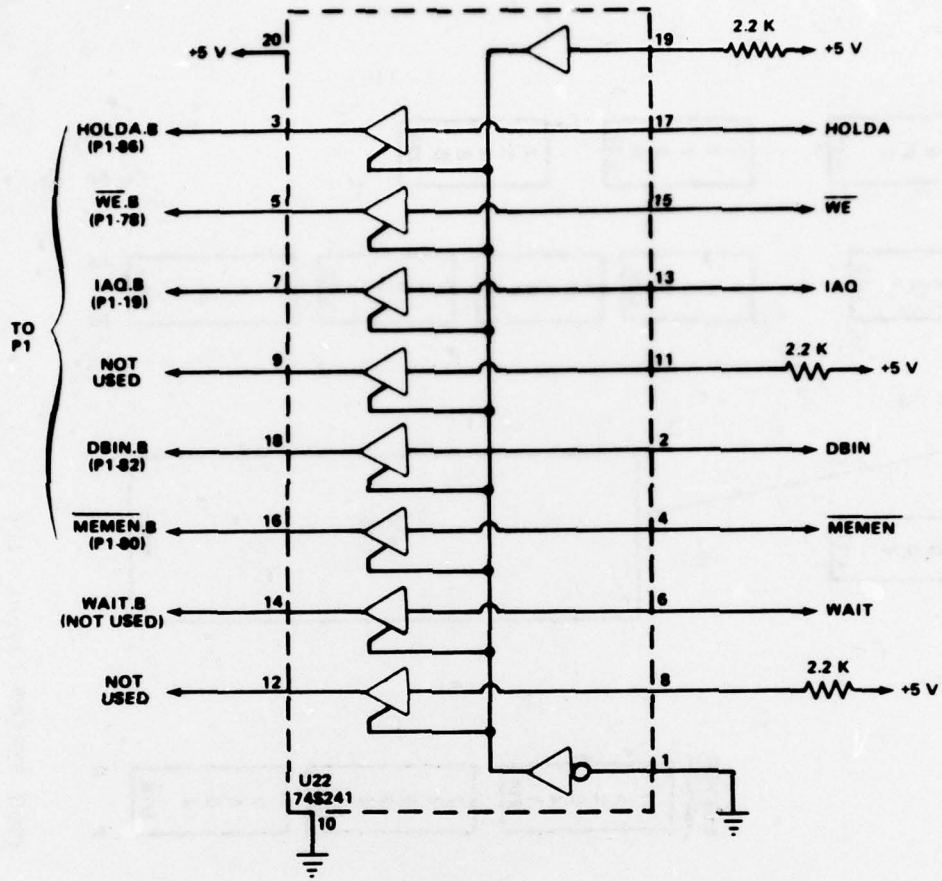 +5 V 20 19 2.2 K +5 V
HOLDA.B 3 17 HOLDA
(P1-86)
WE.B 5 15 WE
(P1-78)
IAQ.B 7 13 IAQ
(P1-19)
TO
P1
NOT
USED 9 11 2.2 K +5 V
DBIN.B 18 2 DBIN
(P1-82)
MEMEN.B 16 4 MEMEN
(P1-80)
WAIT.B 14 6 WAIT
(NOT USED)
NOT
USED 12 8 2.2 K +5 V
1
U22
74S241
10